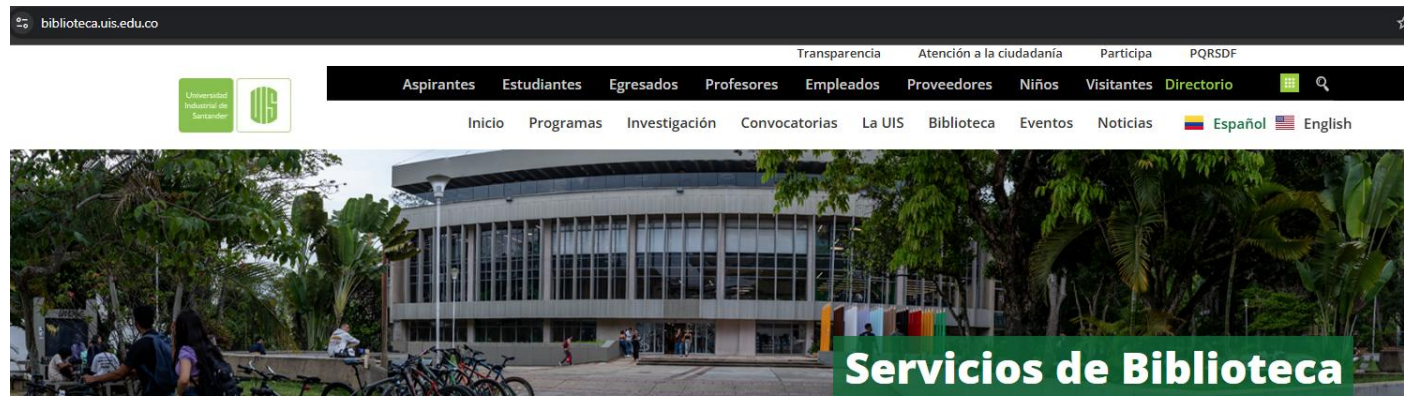 biblioteca.uis.edu.co
Transparencia Atención a la ciudadanía Participa PQRSDF
Aspirantes Estudiantes Egresados Profesores Empleados Proveedores Niños Visitantes Directorio
Universidad
Industrial de
Santander
UIS
Inicio Programas Investigación Convocatorias La UIS Biblioteca Eventos Noticias Español English
Servicios de Biblioteca